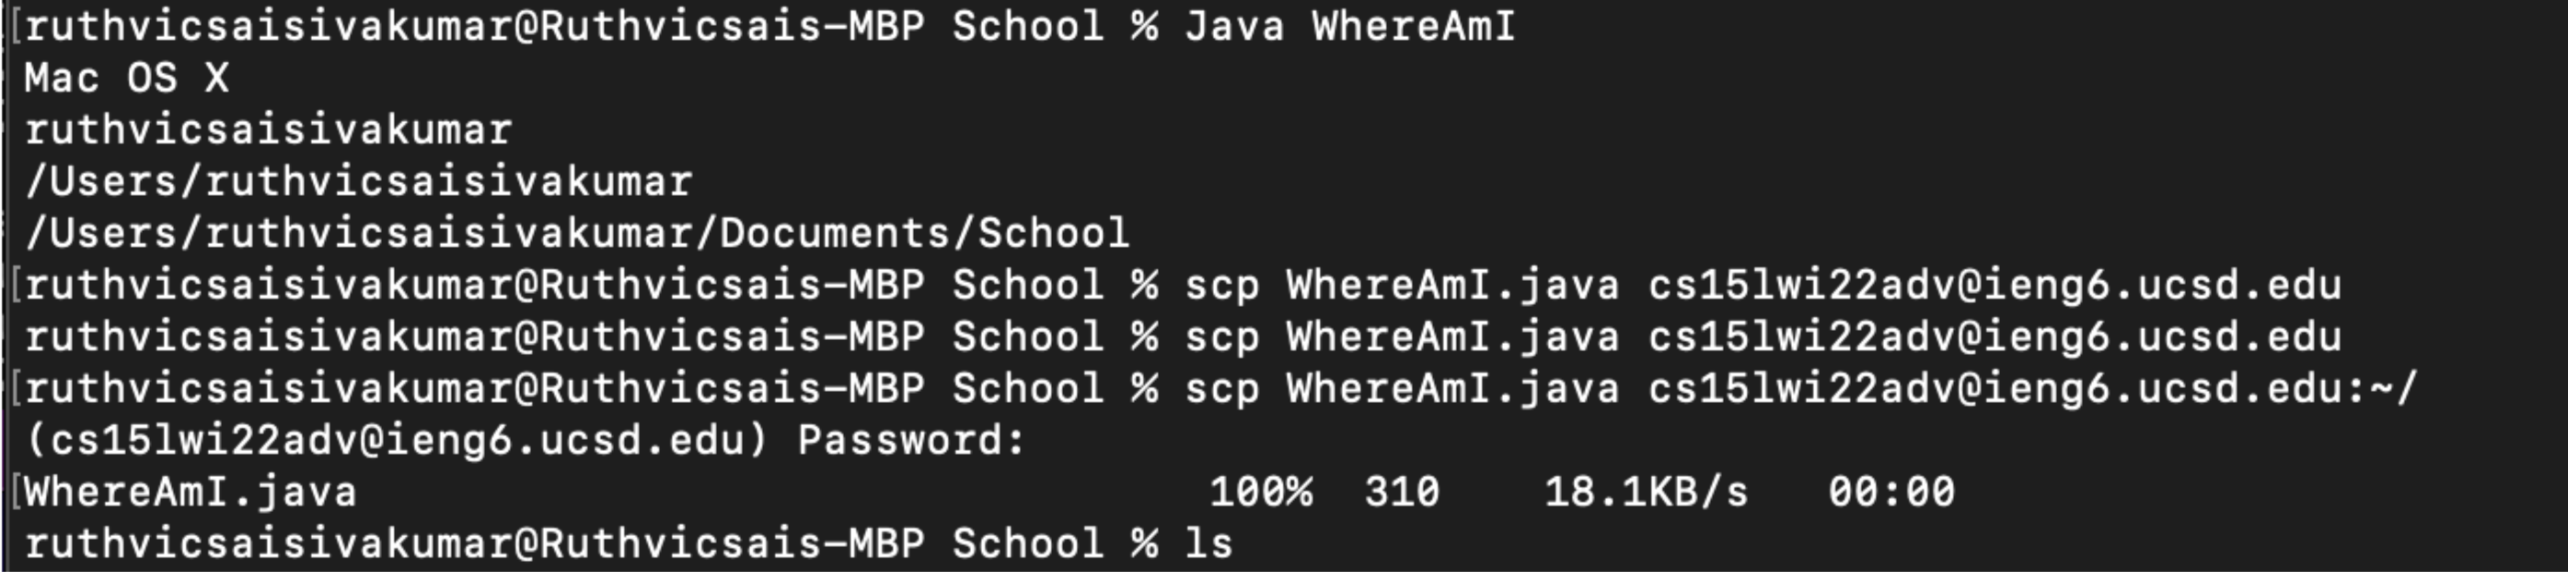 [ruthvicsaisivakumar@Ruthvicsais-MBP School % Java WhereAmI
Mac OS X
ruthvicsaisivakumar
/Users/ruthvicsaisivakumar
/Users/ruthvicsaisivakumar/Documents/School
[ruthvicsaisivakumar@Ruthvicsais-MBP School % scp WhereAmI.java cs15lwi22adv@ieng6.ucsd.edu
ruthvicsaisivakumar@Ruthvicsais-MBP School % scp WhereAmI.java cs15lwi22adv@ieng6.ucsd.edu
[ruthvicsaisivakumar@Ruthvicsais-MBP School % scp WhereAmI.java cs15lwi22adv@ieng6.ucsd.edu:~/
(cs15lwi22adv@ieng6.ucsd.edu) Password:
[WhereAmI.java 100% 310 18.1KB/s 00:00
ruthvicsaisivakumar@Ruthvicsais-MBP School % ls